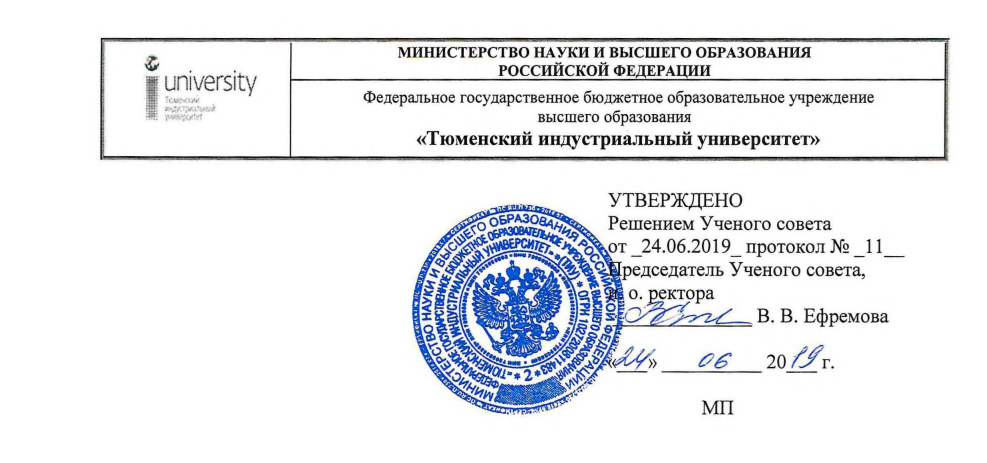 university
Тюменский
индустриальный
университет
МИНИСТЕРСТВО НАУКИ И ВЫСШЕГО ОБРАЗОВАНИЯ
РОССИЙСКОЙ ФЕДЕРАЦИИ
Федеральное государственное бюджетное образовательное учреждение
высшего образования
«Тюменский индустриальный университет»
УТВЕРЖДЕНО
Решением Ученого совета
от _24.06.2019_ протокол № _11__
Председатель Ученого совета,
и. о. ректора
В. В. Ефремова
«24» 06 2019 г.
МП
МИНИСТЕРСТВО НАУКИ И ВЫСШЕГО ОБРАЗОВАНИЯ РОССИЙСКОЙ ФЕДЕРАЦИИ
ФЕДЕРАЛЬНОЕ ГОСУДАРСТВЕННОЕ БЮДЖЕТНОЕ ОБРАЗОВАТЕЛЬНОЕ УЧРЕЖДЕНИЕ ВЫСШЕГО ОБРАЗОВАНИЯ
«ТЮМЕНСКИЙ ИНДУСТРИАЛЬНЫЙ УНИВЕРСИТЕТ» * (ТИУ) * ОГРН 1027200811483 * 2 *